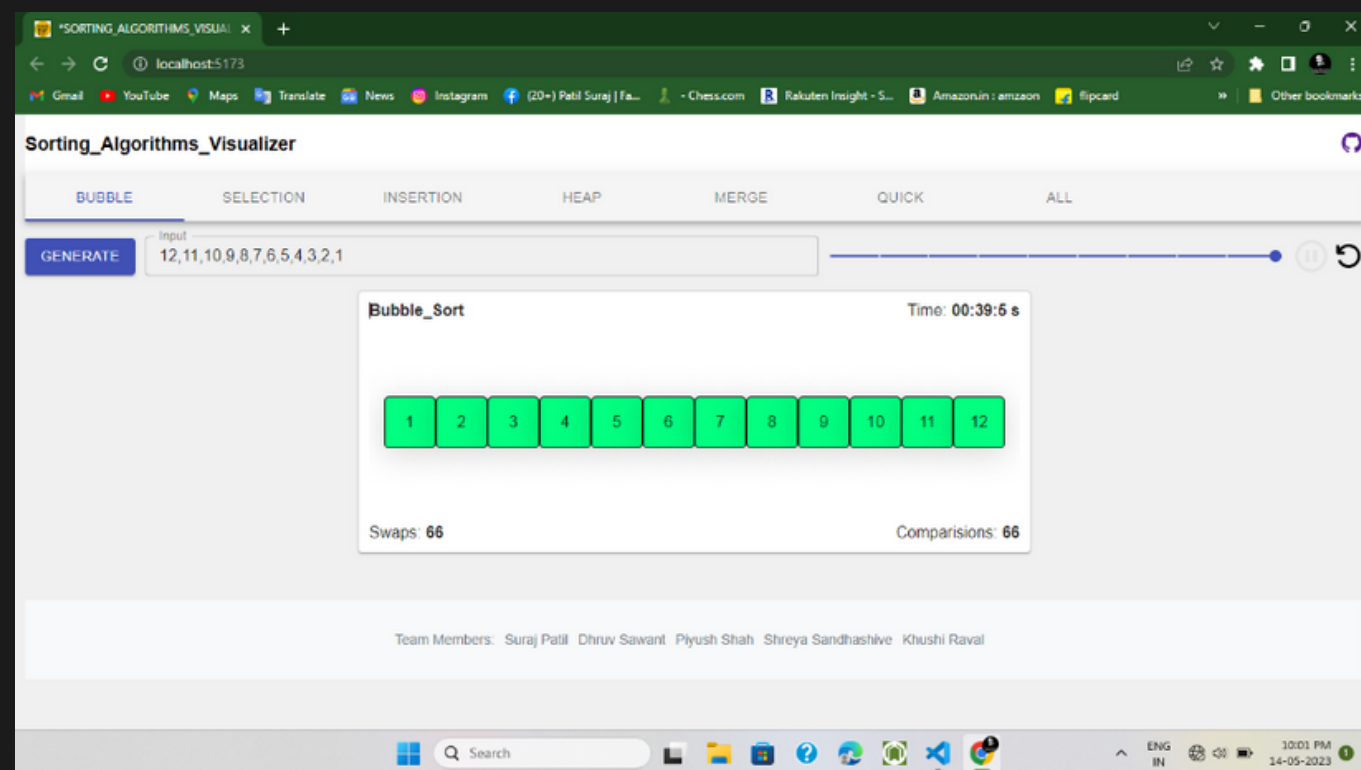 *SORTING_ALGORITHMS_VISUAL
localhost:5173
Gmail YouTube Maps Translate News Instagram (20+) Patil Suraj | Fa... - Chess.com Rakuten Insight - S... Amazon.in : amzaon flipcard » Other bookmarks
Sorting_Algorithms_Visualizer
BUBBLE SELECTION INSERTION HEAP MERGE QUICK ALL
Input
GENERATE 12,11,10,9,8,7,6,5,4,3,2,1
Bubble_Sort Time: 00:39:5 s
1 2 3 4 5 6 7 8 9 10 11 12
Swaps: 66 Comparisions: 66
Team Members: Suraj Patil Dhruv Sawant Piyush Shah Shreya Sandhashive Khushi Raval
Search ENG 10:01 PM 1
IN 14-05-2023